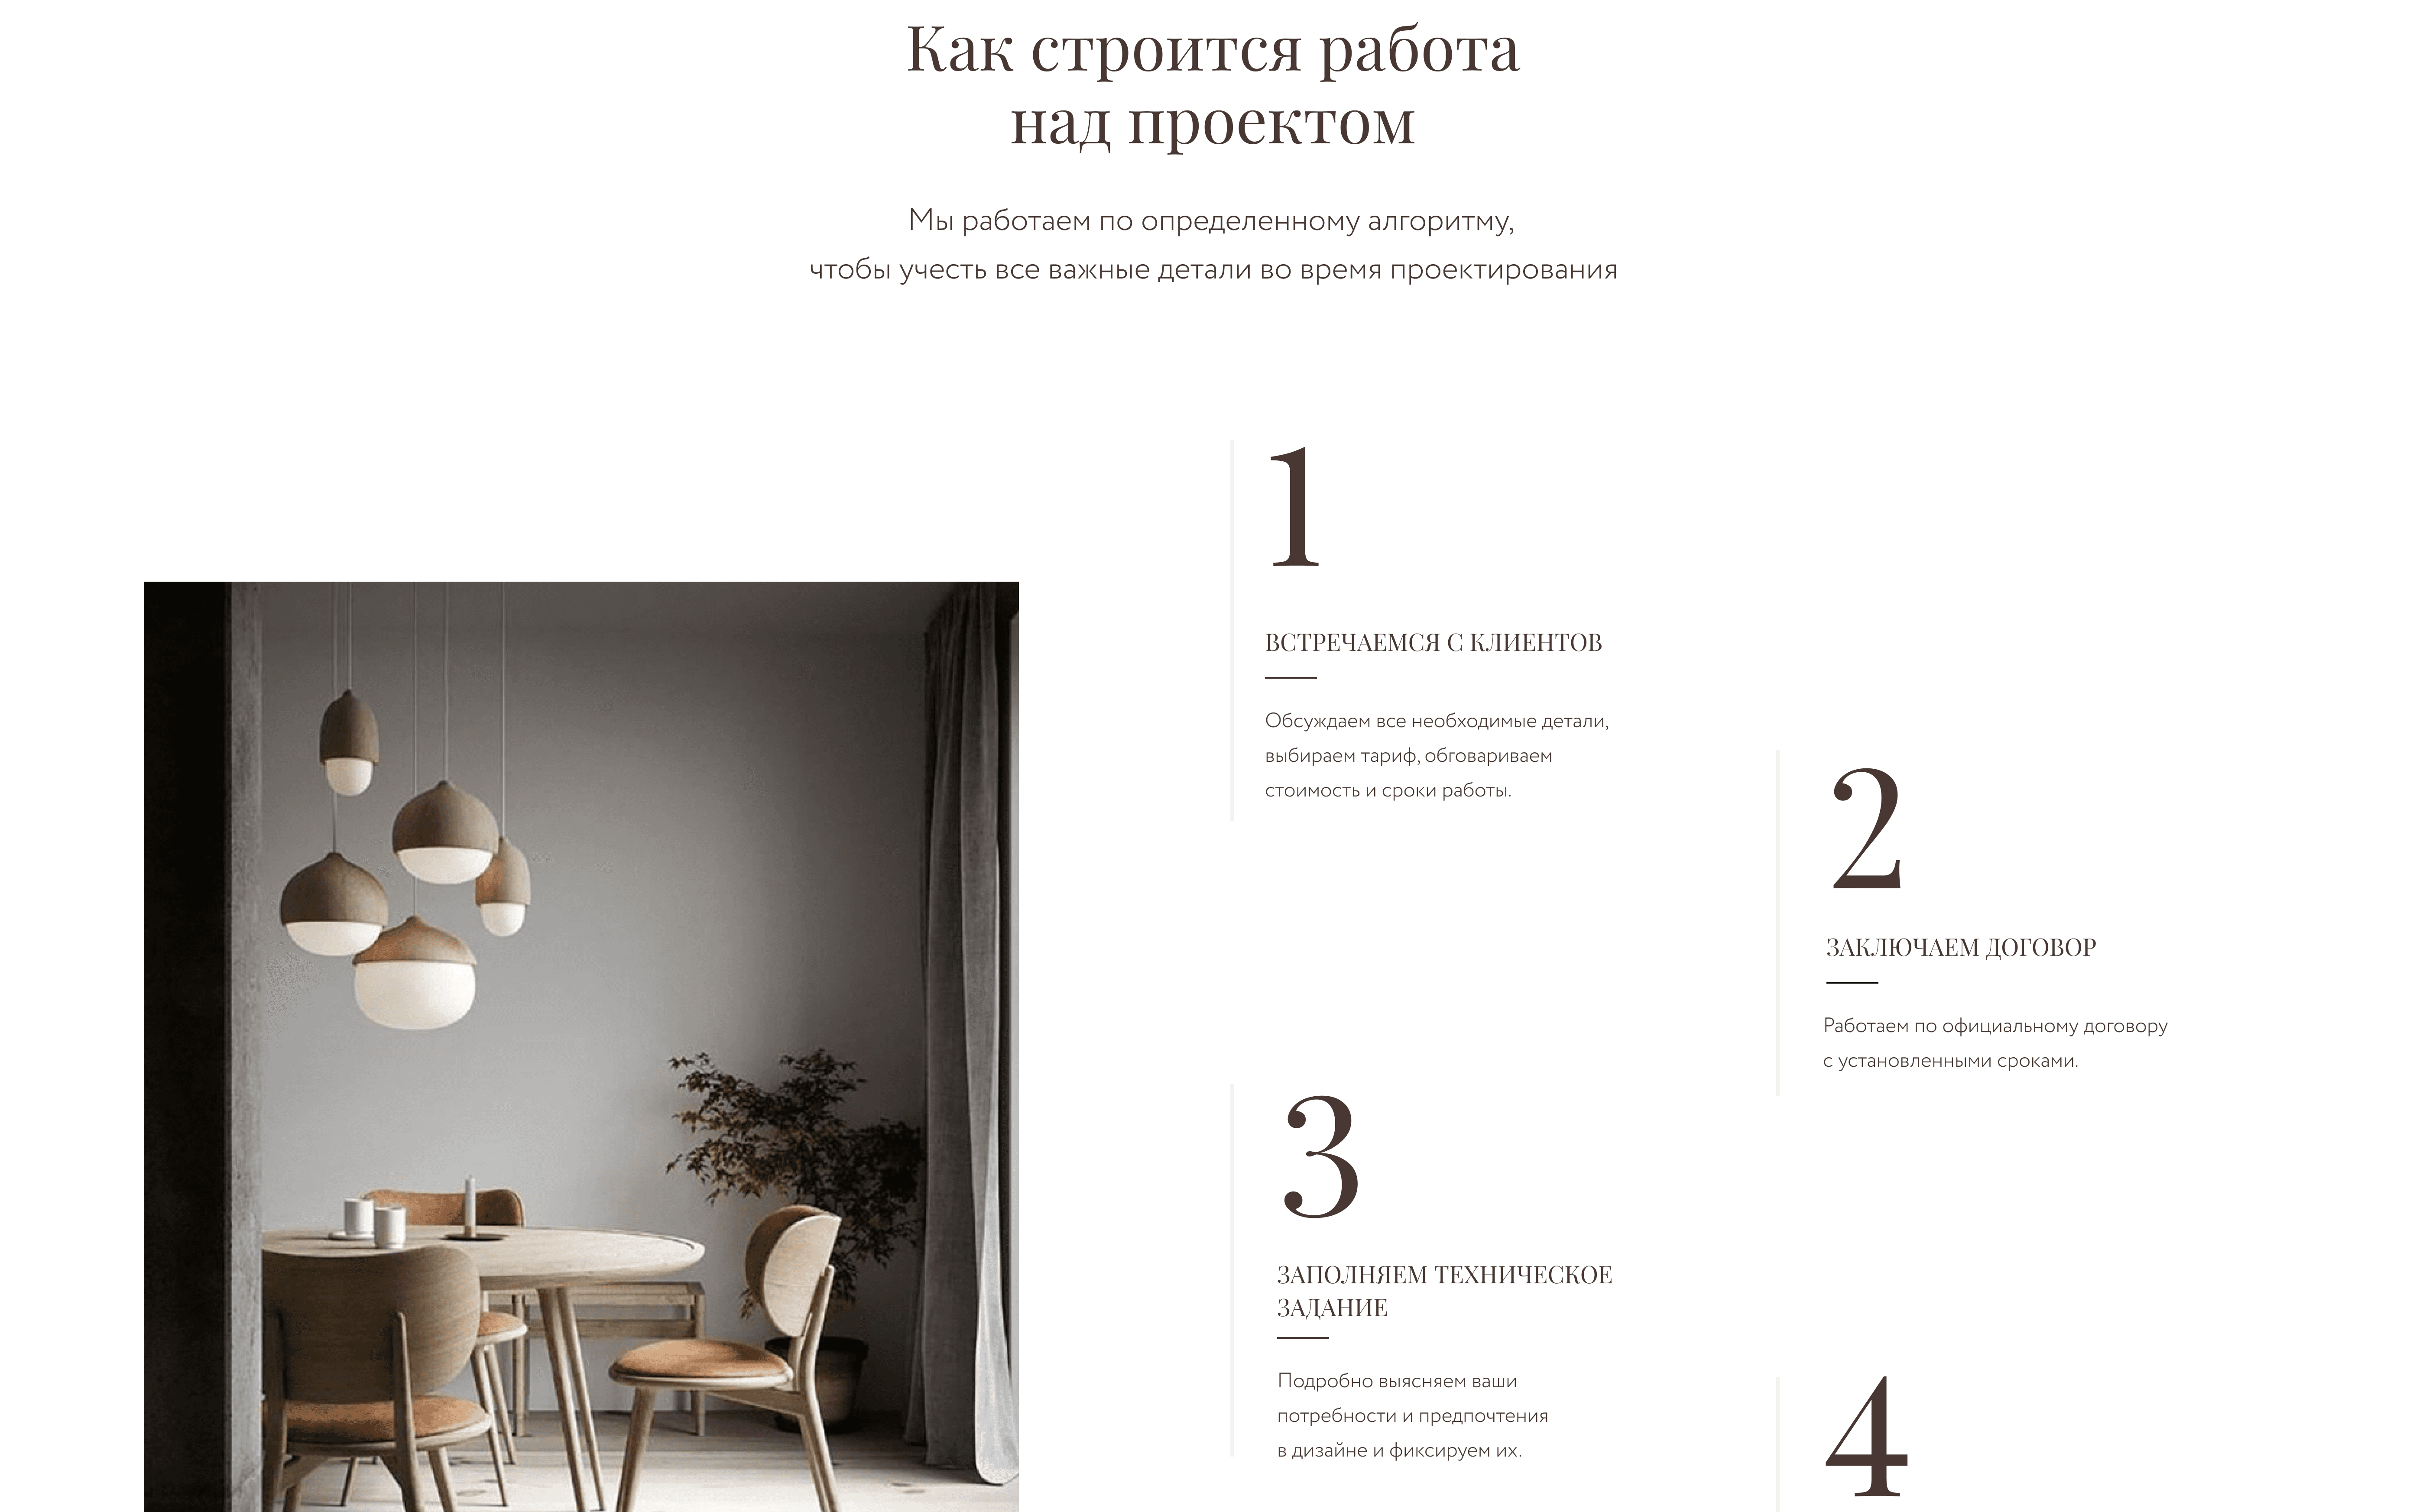 Как строится работа
над проектом
Мы работаем по определенному алгоритму,
чтобы учесть все важные детали во время проектирования
1
ВСТРЕЧАЕМСЯ С КЛИЕНТОВ
Обсуждаем все необходимые детали,
выбираем тариф, обговариваем
стоимость и сроки работы.
2
ЗАКЛЮЧАЕМ ДОГОВОР
Работаем по официальному договору
с установленными сроками.
3
ЗАПОЛНЯЕМ ТЕХНИЧЕСКОЕ
ЗАДАНИЕ
Подробно выясняем ваши
потребности и предпочтения
в дизайне и фиксируем их.
4